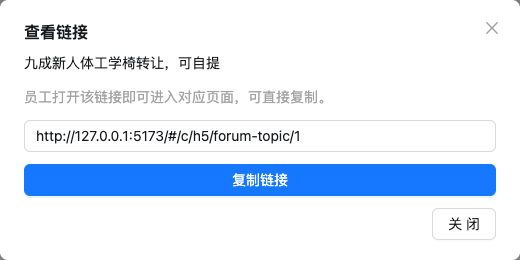 查看链接
九成新人体工学椅转让，可自提
员工打开该链接即可进入对应页面，可直接复制。
http://127.0.0.1:5173/#/c/h5/forum-topic/1
复制链接
关 闭